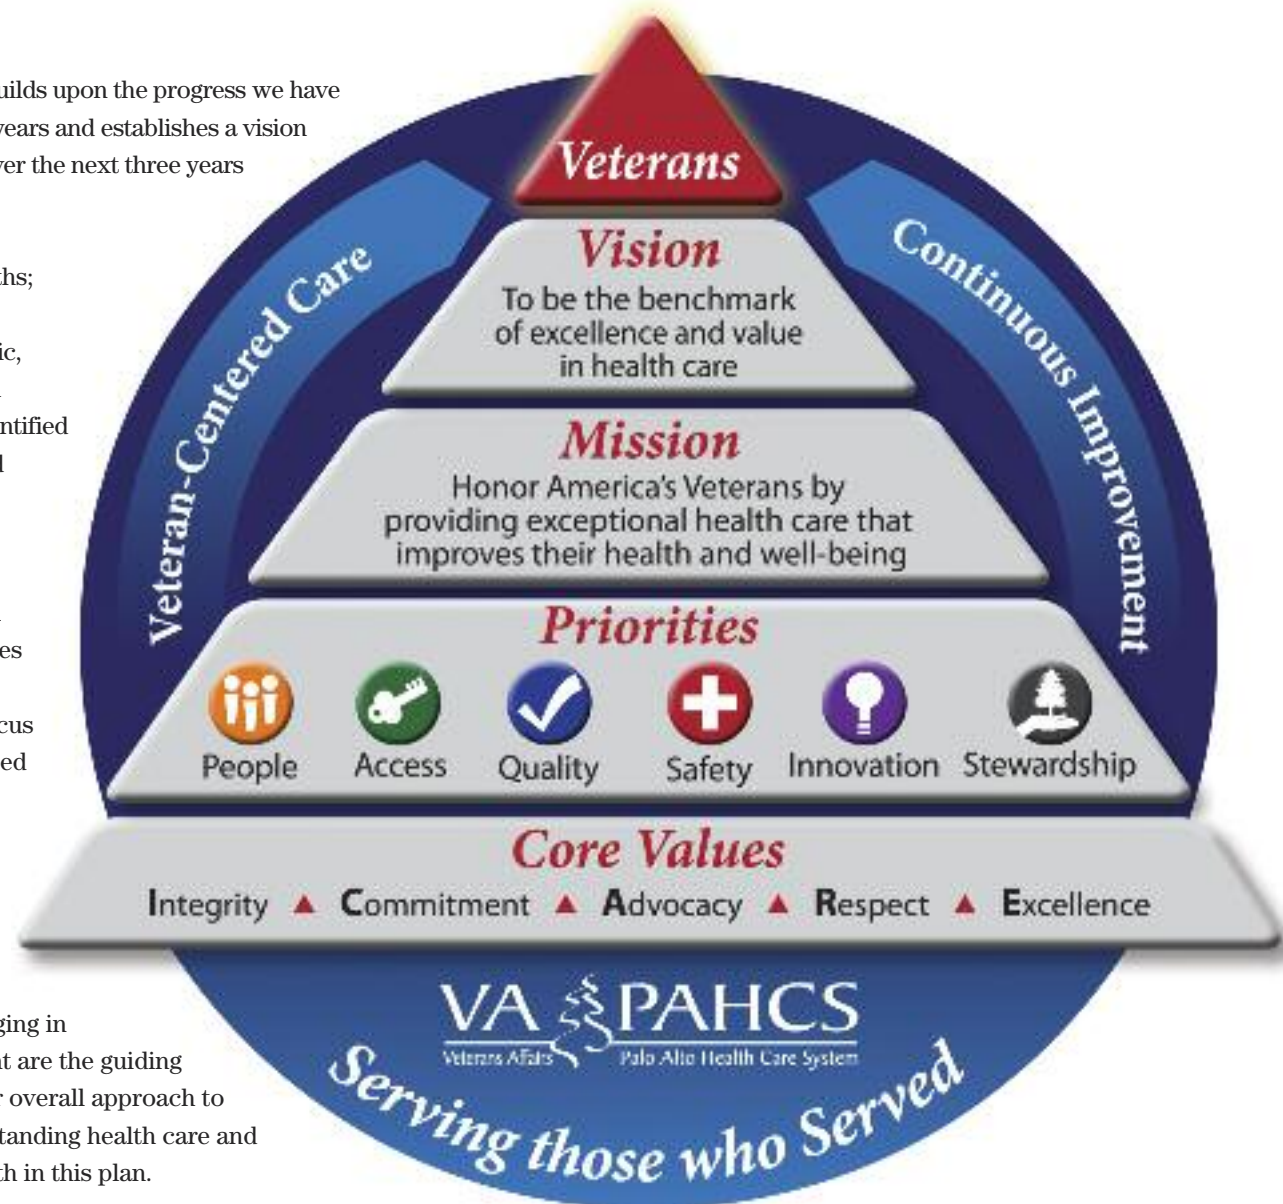 uilds upon the progress we have
years and establishes a vision
ver the next three years
ths;
ic,
ntified
es
cus
ed
ging in
nt are the guiding
r overall approach to
tanding health care and
th in this plan.
Veterans
Veteran-Centered Care
Continuous Improvement
Vision
To be the benchmark
of excellence and value
in health care
Mission
Honor America's Veterans by
providing exceptional health care that
improves their health and well-being
Priorities
People Access Quality Safety Innovation Stewardship
Core Values
Integrity ▲ Commitment ▲ Advocacy ▲ Respect ▲ Excellence
VA PAHCS
Veterans Affairs Palo Alto Health Care System
Serving those who Served